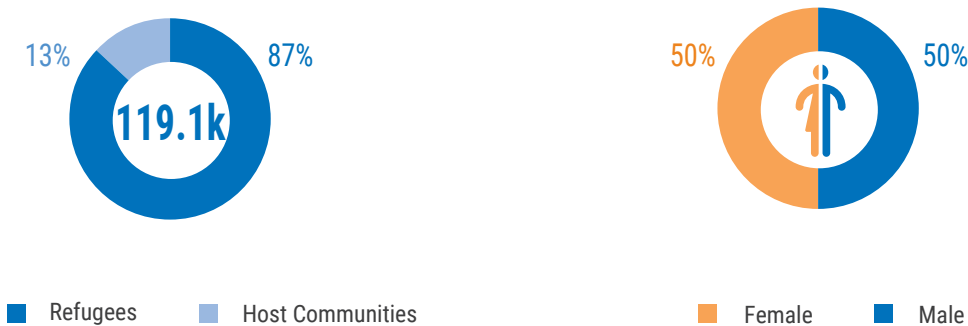 13%
87%
119.1k
Refugees
Host Communities
50%
50%
Female
Male